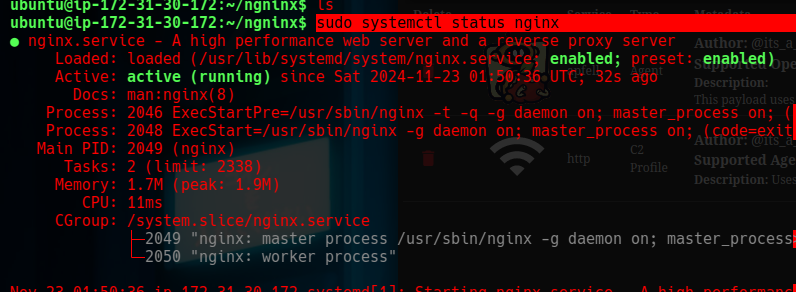 ubuntu@ip-172-31-30-172:~/ngninx$ ls
ubuntu@ip-172-31-30-172:~/ngninx$ sudo systemctl status nginx
● nginx.service - A high performance web server and a reverse proxy server
Loaded: loaded (/usr/lib/systemd/system/nginx.service; enabled; preset: enabled)
Active: active (running) since Sat 2024-11-23 01:50:36 UTC; 52s ago
Docs: man:nginx(8)
Process: 2046 ExecStartPre=/usr/sbin/nginx -t -q -g daemon on; master_process on; (
Process: 2048 ExecStart=/usr/sbin/nginx -g daemon on; master_process on; (code=exit
Main PID: 2049 (nginx)
Tasks: 2 (limit: 2338)
Memory: 1.7M (peak: 1.9M)
CPU: 11ms
CGroup: /system.slice/nginx.service
├─2049 "nginx: master process /usr/sbin/nginx -g daemon on; master_process
└─2050 "nginx: worker process"
Nov 23 01:50:36 ip-172-31-30-172 systemd[1]: Starting nginx.service - A high performanc
Service
Type
Metadata
Author: @its_a
Supported Ope
Agent
Description:
This payload uses
http
C2
Profile
Author: @its_a
Supported Age
Description: Uses